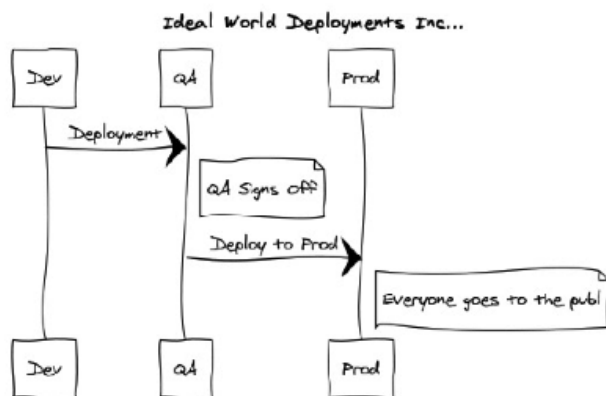 Ideal World Deployments Inc...
Dev
QA
Prod
Deployment
QA Signs off
Deploy to Prod
Everyone goes to the pub!
Dev
QA
Prod